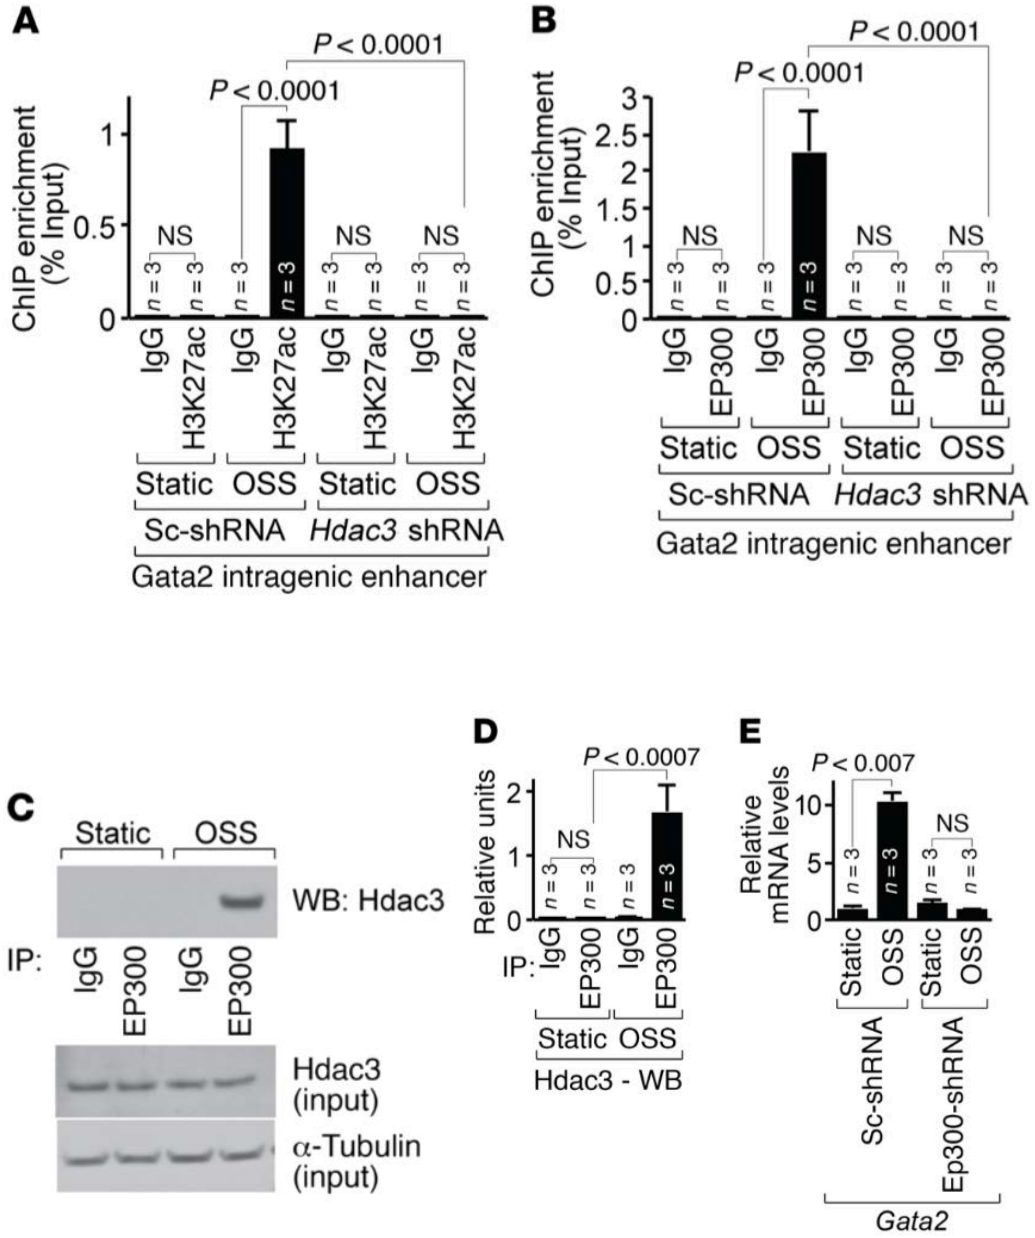 A
P < 0.0001
P < 0.0001
ChIP enrichment
(% Input)
1
0.5
0
NS
NS
NS
n = 3
n = 3
n = 3
n = 3
n = 3
n = 3
n = 3
n = 3
IgG
H3K27ac
IgG
H3K27ac
IgG
H3K27ac
IgG
H3K27ac
Static
OSS
Static
OSS
Sc-shRNA
Hdac3 shRNA
Gata2 intragenic enhancer
B
P < 0.0001
P < 0.0001
ChIP enrichment
(% Input)
3
2.5
2
1.5
1
0.5
0
NS
NS
NS
n = 3
n = 3
n = 3
n = 3
n = 3
n = 3
n = 3
n = 3
IgG
EP300
IgG
EP300
IgG
EP300
IgG
EP300
Static
OSS
Static
OSS
Sc-shRNA
Hdac3 shRNA
Gata2 intragenic enhancer
C
Static
OSS
WB: Hdac3
IP:
IgG
EP300
IgG
EP300
Hdac3
(input)
α-Tubulin
(input)
D
P < 0.0007
Relative units
2
1
0
NS
n = 3
n = 3
n = 3
n = 3
IP:
IgG
EP300
IgG
EP300
Static
OSS
Hdac3 - WB
E
P < 0.007
Relative
mRNA levels
10
5
0
NS
n = 3
n = 3
n = 3
n = 3
Static
OSS
Static
OSS
Sc-shRNA
Ep300-shRNA
Gata2